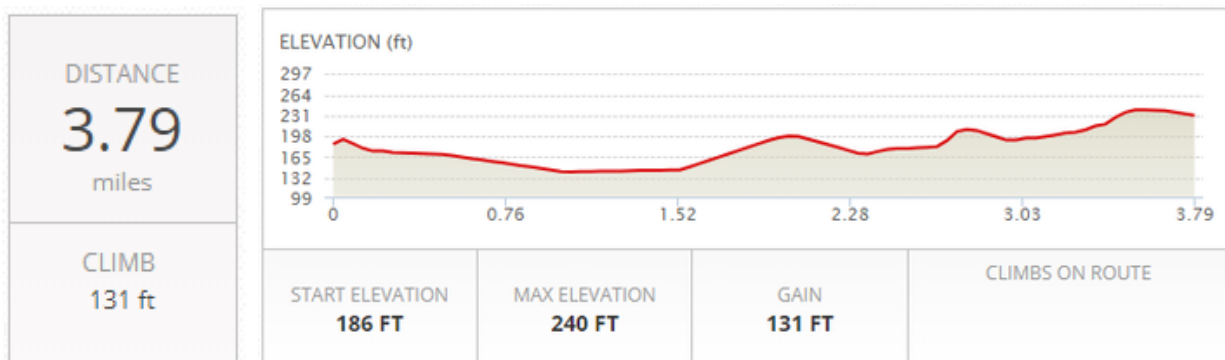 DISTANCE
3.79
miles
CLIMB
131 ft
ELEVATION (ft)
297
264
231
198
165
132
99
0 0.76 1.52 2.28 3.03 3.79
START ELEVATION
186 FT
MAX ELEVATION
240 FT
GAIN
131 FT
CLIMBS ON ROUTE